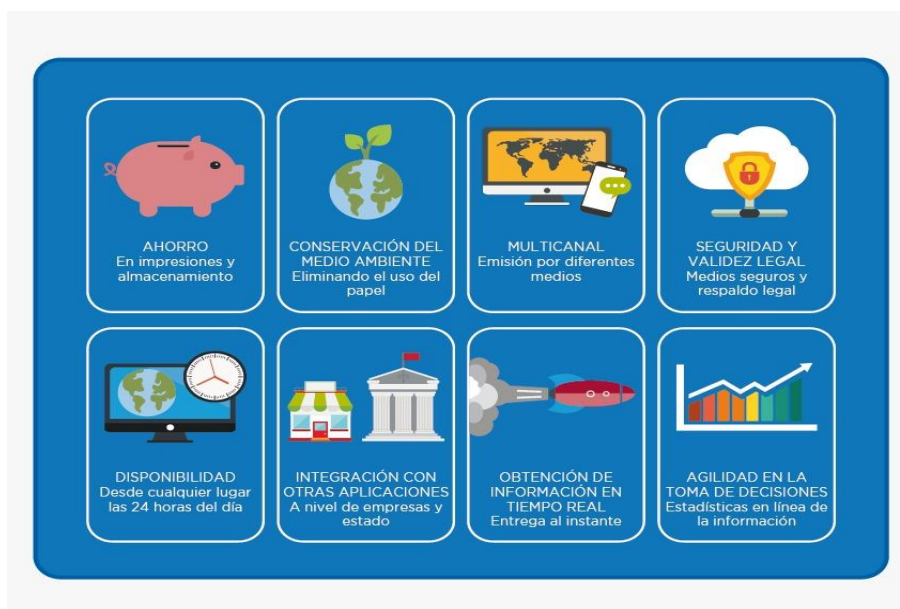 AHORRO
En impresiones y
almacenamiento
CONSERVACIÓN DEL
MEDIO AMBIENTE
Eliminando el uso del
papel
MULTICANAL
Emisión por diferentes
medios
SEGURIDAD Y
VALIDEZ LEGAL
Medios seguros y
respaldo legal
DISPONIBILIDAD
Desde cualquier lugar
las 24 horas del día
INTEGRACIÓN CON
OTRAS APLICACIONES
A nivel de empresas y
estado
OBTENCIÓN DE
INFORMACIÓN EN
TIEMPO REAL
Entrega al instante
AGILIDAD EN LA
TOMA DE DECISIONES
Estadísticas en línea de
la información